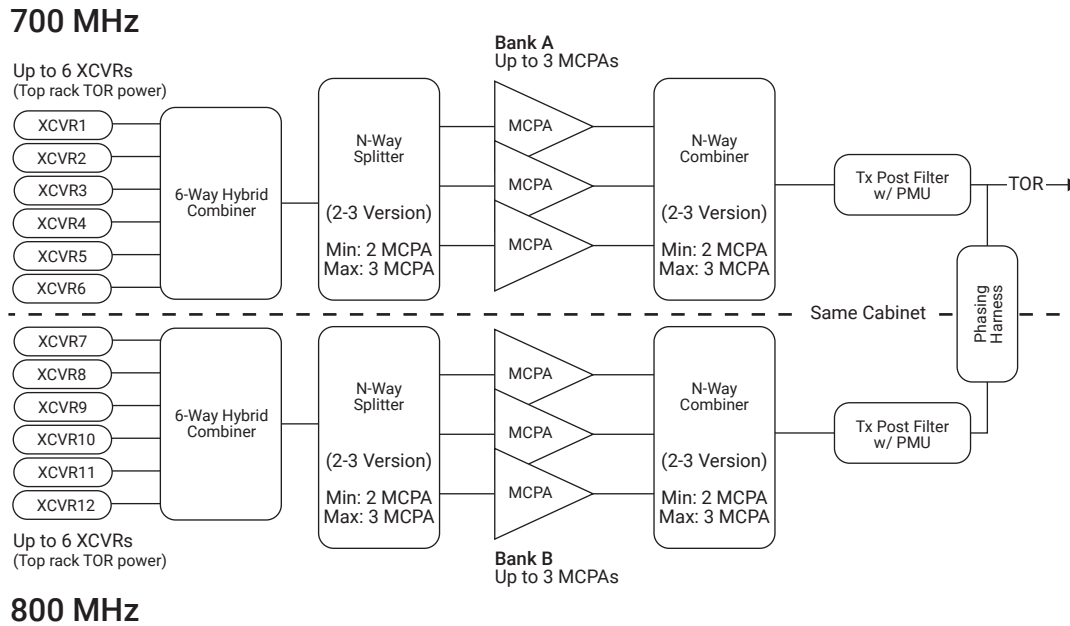 700 MHz
Up to 6 XCVRs
(Top rack TOR power)
XCVR1
XCVR2
XCVR3
XCVR4
XCVR5
XCVR6
6-Way Hybrid
Combiner
N-Way
Splitter
(2-3 Version)
Min: 2 MCPA
Max: 3 MCPA
Bank A
Up to 3 MCPAs
MCPA
MCPA
MCPA
N-Way
Combiner
(2-3 Version)
Min: 2 MCPA
Max: 3 MCPA
Tx Post Filter
w/ PMU
TOR
Same Cabinet
Phasing
Harness
XCVR7
XCVR8
XCVR9
XCVR10
XCVR11
XCVR12
Up to 6 XCVRs
(Top rack TOR power)
6-Way Hybrid
Combiner
N-Way
Splitter
(2-3 Version)
Min: 2 MCPA
Max: 3 MCPA
MCPA
MCPA
MCPA
Bank B
Up to 3 MCPAs
N-Way
Combiner
(2-3 Version)
Min: 2 MCPA
Max: 3 MCPA
Tx Post Filter
w/ PMU
800 MHz